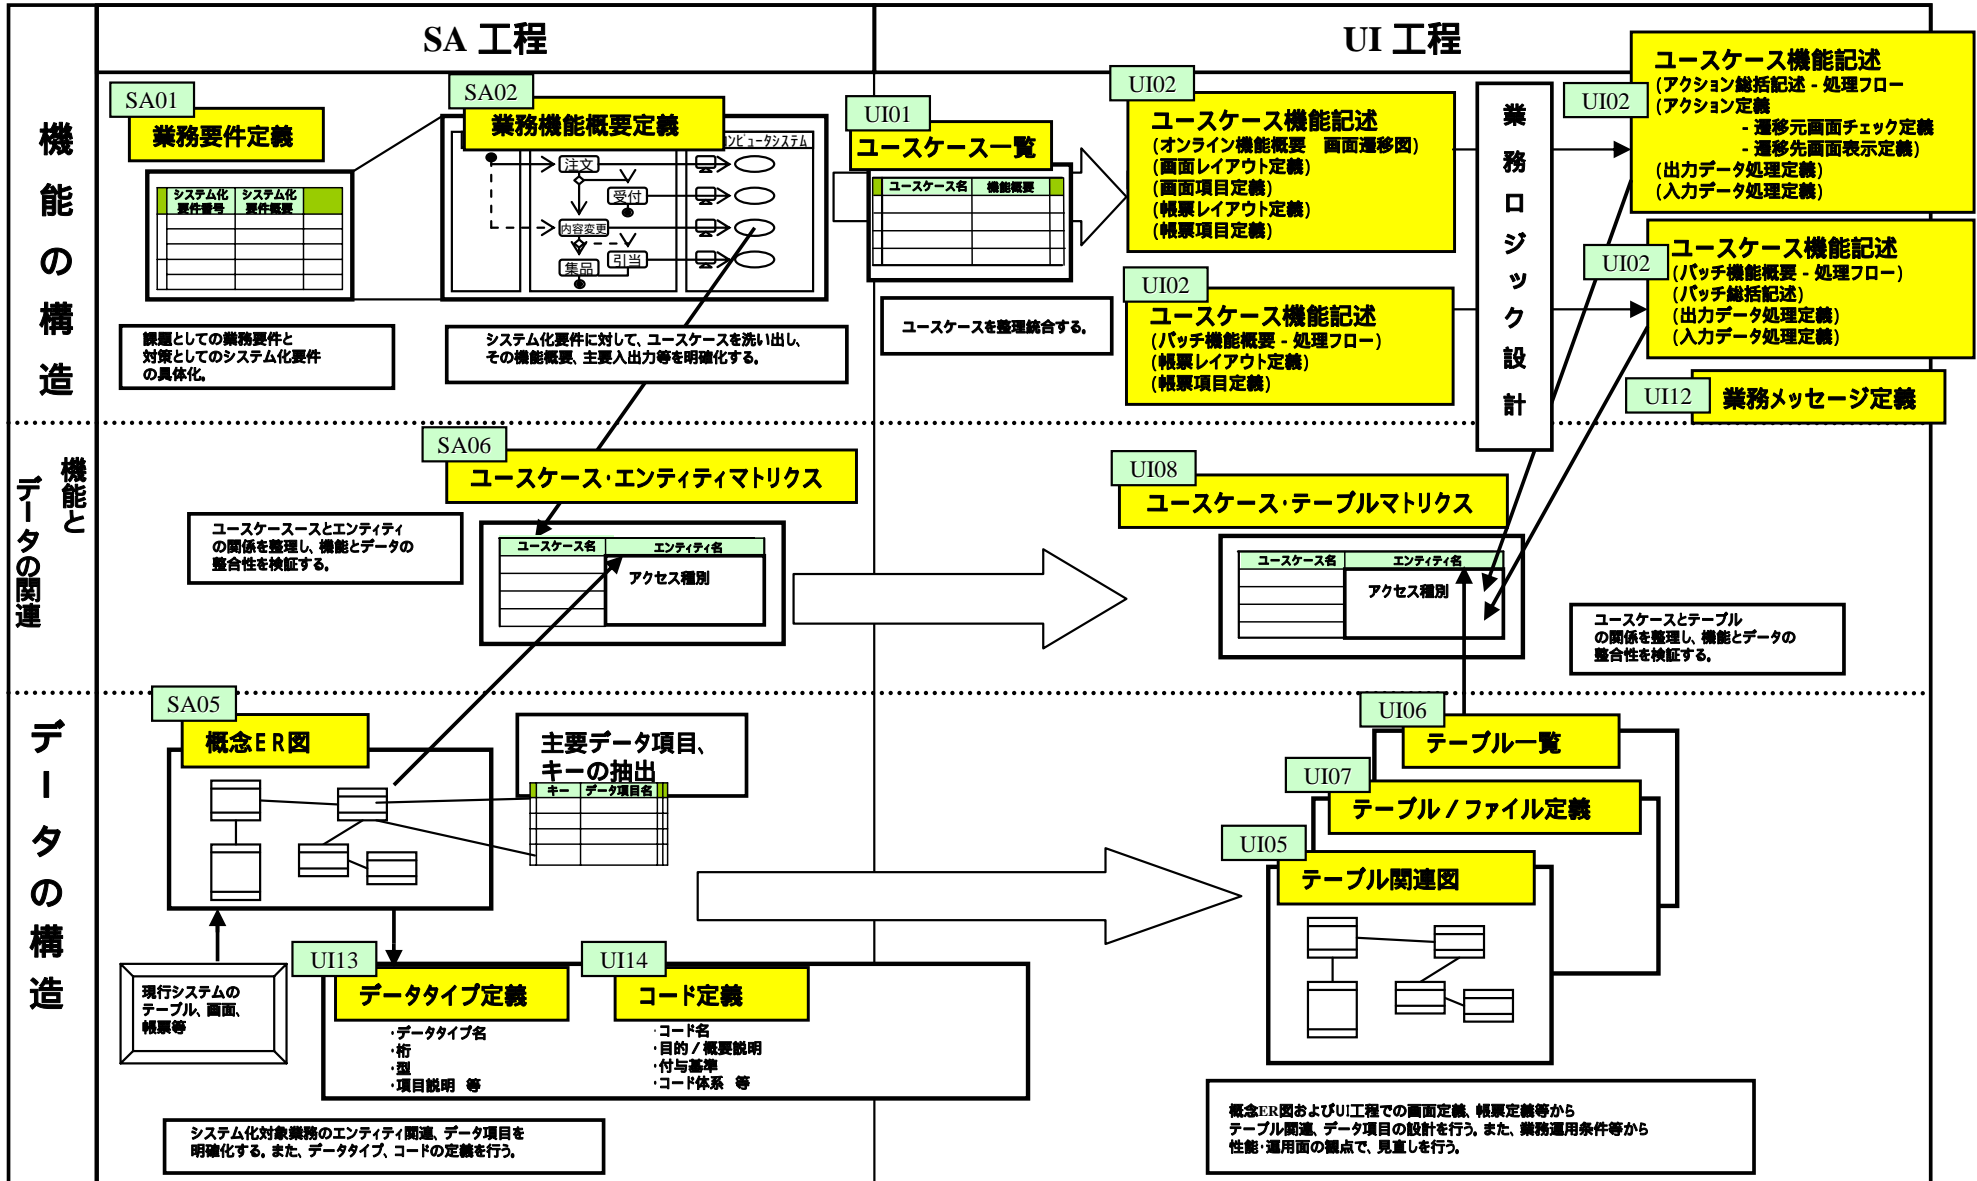 SA 工程
UI 工程
機能の構造
SA01
業務要件定義
システム化
要件番号
システム化
要件概要
課題としての業務要件と
対策としてのシステム化要件
の具体化。
SA02
業務機能概要定義
コンピュータシステム
注文
受付
内容変更
引当
集品
システム化要件に対して、ユースケースを洗い出し、
その機能概要、主要入出力等を明確化する。
UI01
ユースケース一覧
ユースケース名
機能概要
ユースケースを整理統合する。
UI02
ユースケース機能記述
(オンライン機能概要　画面遷移図)
(画面レイアウト定義)
(画面項目定義)
(帳票レイアウト定義)
(帳票項目定義)
UI02
ユースケース機能記述
(バッチ機能概要 - 処理フロー)
(帳票レイアウト定義)
(帳票項目定義)
業務ロジック設計
UI02
ユースケース機能記述
(アクション総括記述 - 処理フロー
(アクション定義
- 遷移元画面チェック定義
- 遷移先画面表示定義)
(出力データ処理定義)
(入力データ処理定義)
UI02
ユースケース機能記述
(バッチ機能概要 - 処理フロー)
(バッチ総括記述)
(出力データ処理定義)
(入力データ処理定義)
UI12
業務メッセージ定義
機能と
データの関連
SA06
ユースケース・エンティティマトリクス
ユースケースースとエンティティ
の関係を整理し、機能とデータの
整合性を検証する。
ユースケース名
エンティティ名
アクセス種別
UI08
ユースケース・テーブルマトリクス
ユースケース名
エンティティ名
アクセス種別
ユースケースとテーブル
の関係を整理し、機能とデータの
整合性を検証する。
データの構造
SA05
概念ER図
主要データ項目、
キーの抽出
キー
データ項目名
現行システムの
テーブル、画面、
帳票等
UI13
データタイプ定義
・データタイプ名
・桁
・型
・項目説明　等
UI14
コード定義
・コード名
・目的／概要説明
・付与基準
・コード体系　等
システム化対象業務のエンティティ関連、データ項目を
明確化する。また、データタイプ、コードの定義を行う。
UI06
テーブル一覧
UI07
テーブル／ファイル定義
UI05
テーブル関連図
概念ER図およびUI工程での画面定義、帳票定義等から
テーブル関連、データ項目の設計を行う。また、業務運用条件等から
性能・運用面の観点で、見直しを行う。